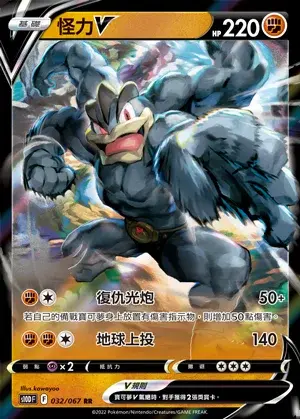 基礎 怪力V HP 220
復仇光炮 50+
若自己的備戰寶可夢身上放置有傷害指示物，則增加50點傷害。
地球上投 140
弱點 ×2 抵抗力 撤退
V規則
寶可夢V氣絕時，對手獲得2張獎賞卡。
Illus. kawayoo
S10D F F 032/067 RR
©2022 Pokémon/Nintendo/Creatures/GAME FREAK.